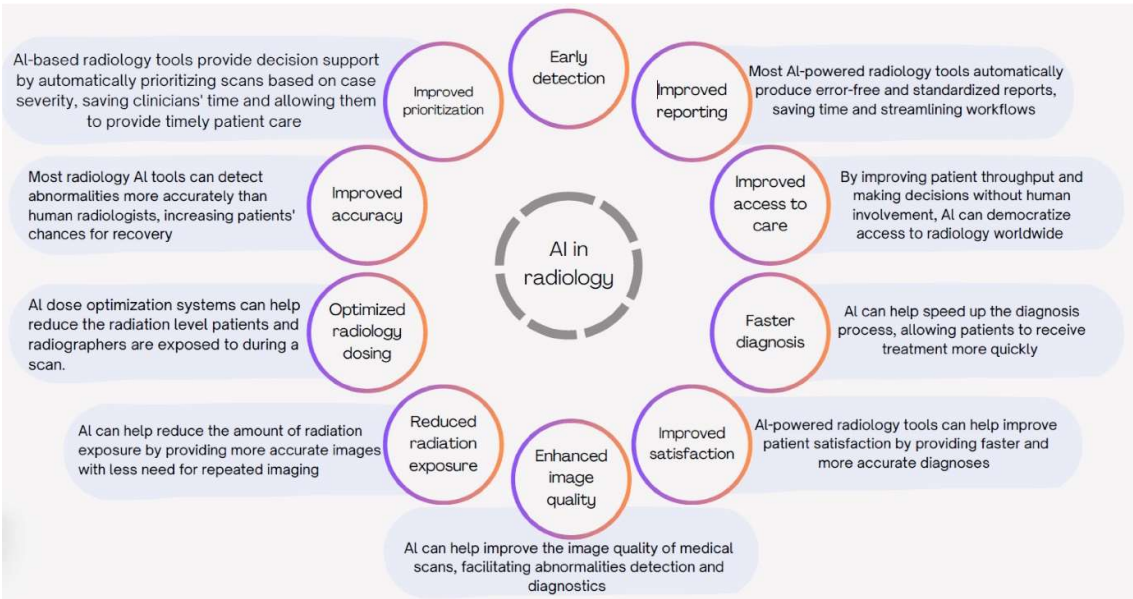 Early
detection
Improved
reporting
Most AI-powered radiology tools automatically
produce error-free and standardized reports,
saving time and streamlining workflows
Improved
access to
care
By improving patient throughput and
making decisions without human
involvement, AI can democratize
access to radiology worldwide
Faster
diagnosis
AI can help speed up the diagnosis
process, allowing patients to receive
treatment more quickly
Improved
satisfaction
AI-powered radiology tools can help improve
patient satisfaction by providing faster and
more accurate diagnoses
Enhanced
image
quality
AI can help improve the image quality of medical
scans, facilitating abnormalities detection and
diagnostics
Reduced
radiation
exposure
AI can help reduce the amount of radiation
exposure by providing more accurate images
with less need for repeated imaging
Optimized
radiology
dosing
AI dose optimization systems can help
reduce the radiation level patients and
radiographers are exposed to during a
scan.
Improved
accuracy
Most radiology AI tools can detect
abnormalities more accurately than
human radiologists, increasing patients'
chances for recovery
Improved
prioritization
AI-based radiology tools provide decision support
by automatically prioritizing scans based on case
severity, saving clinicians' time and allowing them
to provide timely patient care
AI in
radiology